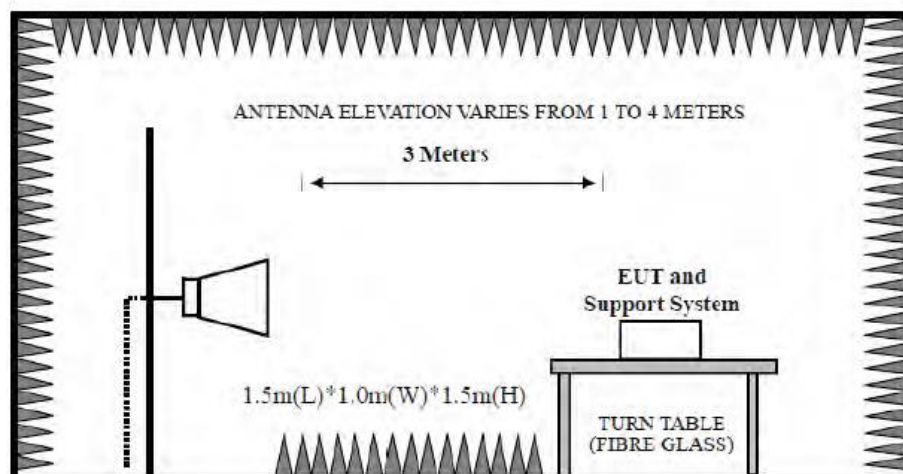 ANTENNA ELEVATION VARIES FROM 1 TO 4 METERS
3 Meters
EUT and
Support System
1.5m(L)*1.0m(W)*1.5m(H)
TURN TABLE
(FIBRE GLASS)